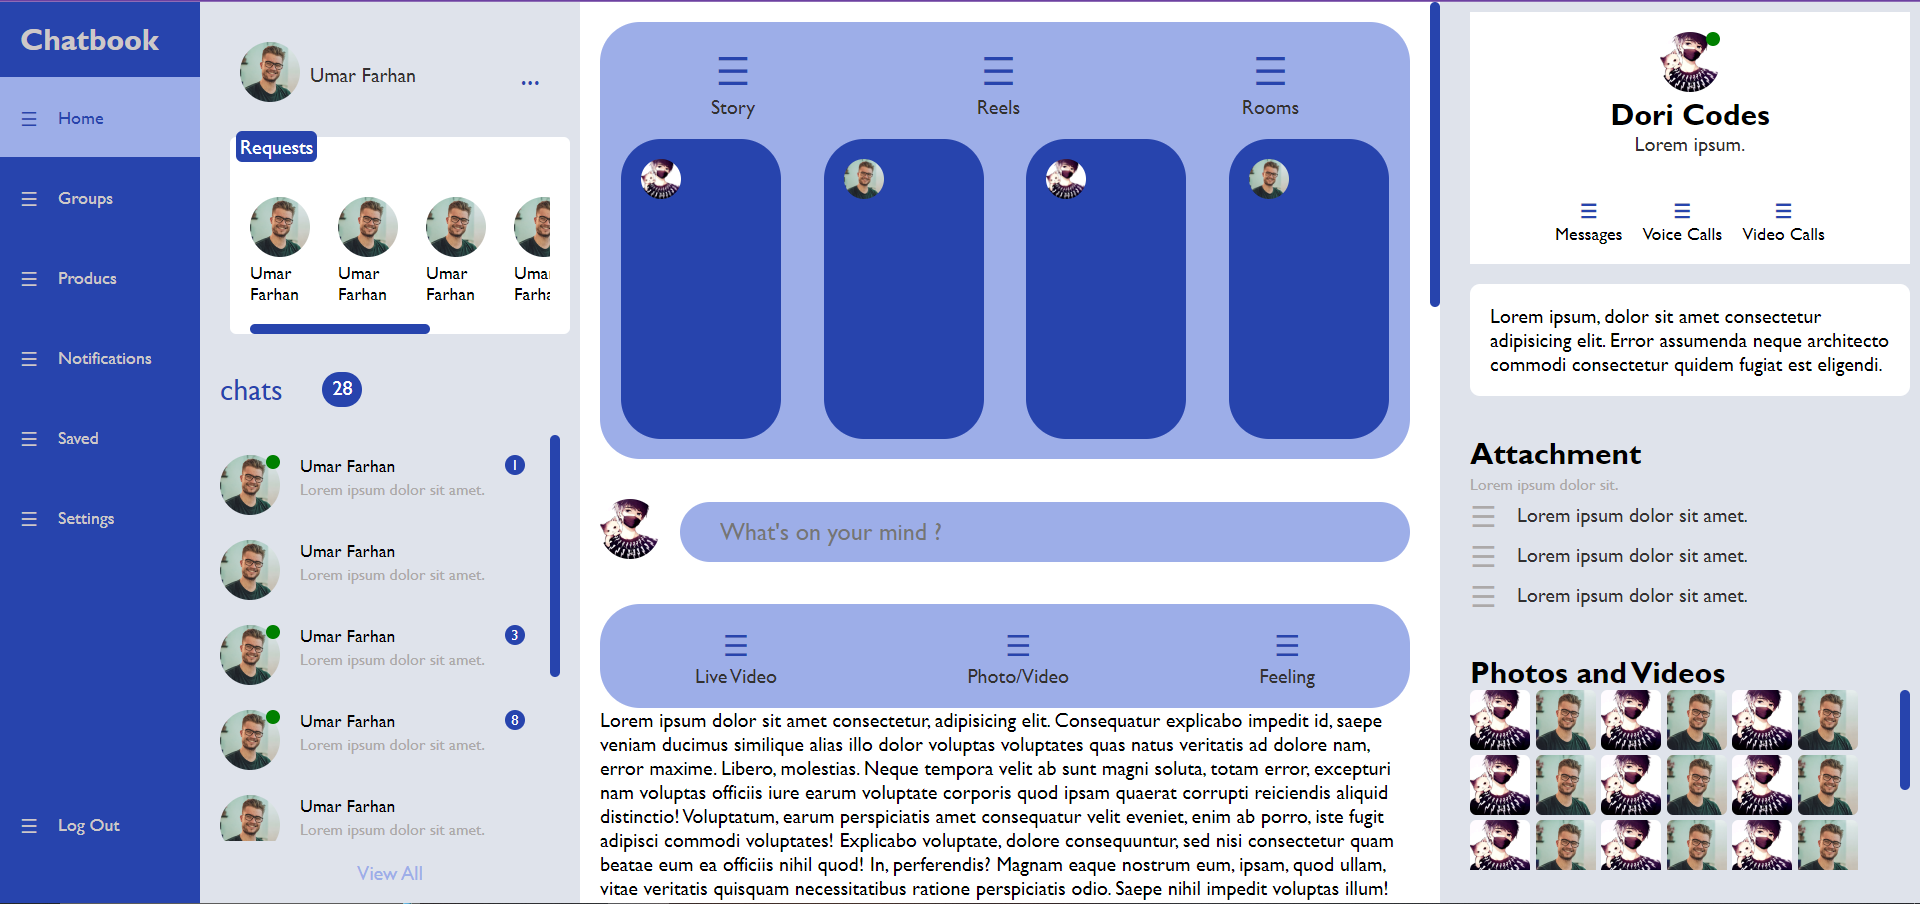 Chatbook
Home
Groups
Producs
Notifications
Saved
Settings
Log Out
Umar Farhan
...
Requests
Umar
Farhan
Umar
Farhan
Umar
Farhan
Umar
Farha
chats
28
Umar Farhan
1
Lorem ipsum dolor sit amet.
Umar Farhan
Lorem ipsum dolor sit amet.
Umar Farhan
3
Lorem ipsum dolor sit amet.
Umar Farhan
8
Lorem ipsum dolor sit amet.
Umar Farhan
Lorem ipsum dolor sit amet.
View All
Story
Reels
Rooms
What's on your mind ?
Live Video
Photo/Video
Feeling
Lorem ipsum dolor sit amet consectetur, adipisicing elit. Consequatur explicabo impedit id, saepe
veniam ducimus similique alias illo dolor voluptas voluptates quas natus veritatis ad dolore nam,
error maxime. Libero, molestias. Neque tempora velit ab sunt magni soluta, totam error, excepturi
nam voluptas officiis iure earum voluptate corporis quod ipsam quaerat corrupti reiciendis aliquid
distinctio! Voluptatum, earum perspiciatis amet consequatur velit eveniet, enim ab porro, iste fugit
adipisci commodi voluptates! Explicabo voluptate, dolore consequuntur, sed nisi consectetur quam
beatae eum ea officiis nihil quod! In, perferendis? Magnam eaque nostrum eum, ipsam, quod ullam,
vitae veritatis quisquam necessitatibus ratione perspiciatis odio. Saepe nihil impedit voluptas illum!
Dori Codes
Lorem ipsum.
Messages
Voice Calls
Video Calls
Lorem ipsum, dolor sit amet consectetur
adipisicing elit. Error assumenda neque architecto
commodi consectetur quidem fugiat est eligendi.
Attachment
Lorem ipsum dolor sit.
Lorem ipsum dolor sit amet.
Lorem ipsum dolor sit amet.
Lorem ipsum dolor sit amet.
Photos and Videos